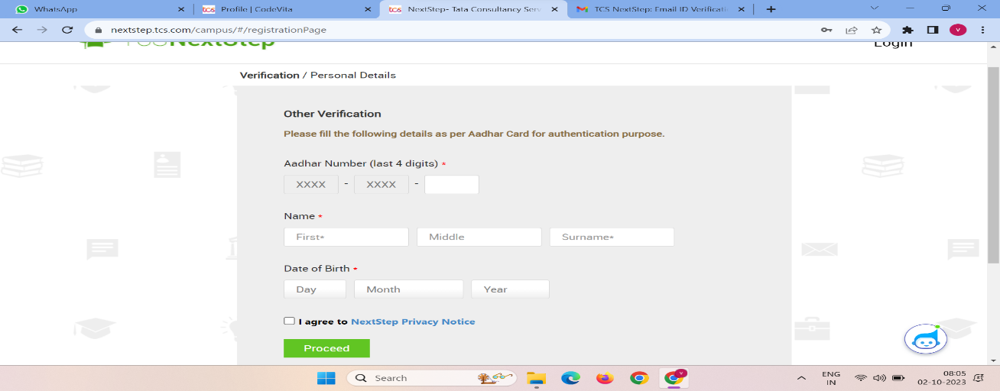 WhatsApp
tcs Profile | CodeVita
tcs NextStep- Tata Consultancy Serv
TCS NextStep: Email ID Verificati
nextstep.tcs.com/campus/#/registrationPage
V
TCS NextStep
Login
Verification / Personal Details
Other Verification
Please fill the following details as per Aadhar Card for authentication purpose.
Aadhar Number (last 4 digits) *
XXXX - XXXX -
Name *
First* Middle Surname*
Date of Birth *
Day Month Year
I agree to NextStep Privacy Notice
Proceed
Search
ENG
IN
08:05
02-10-2023